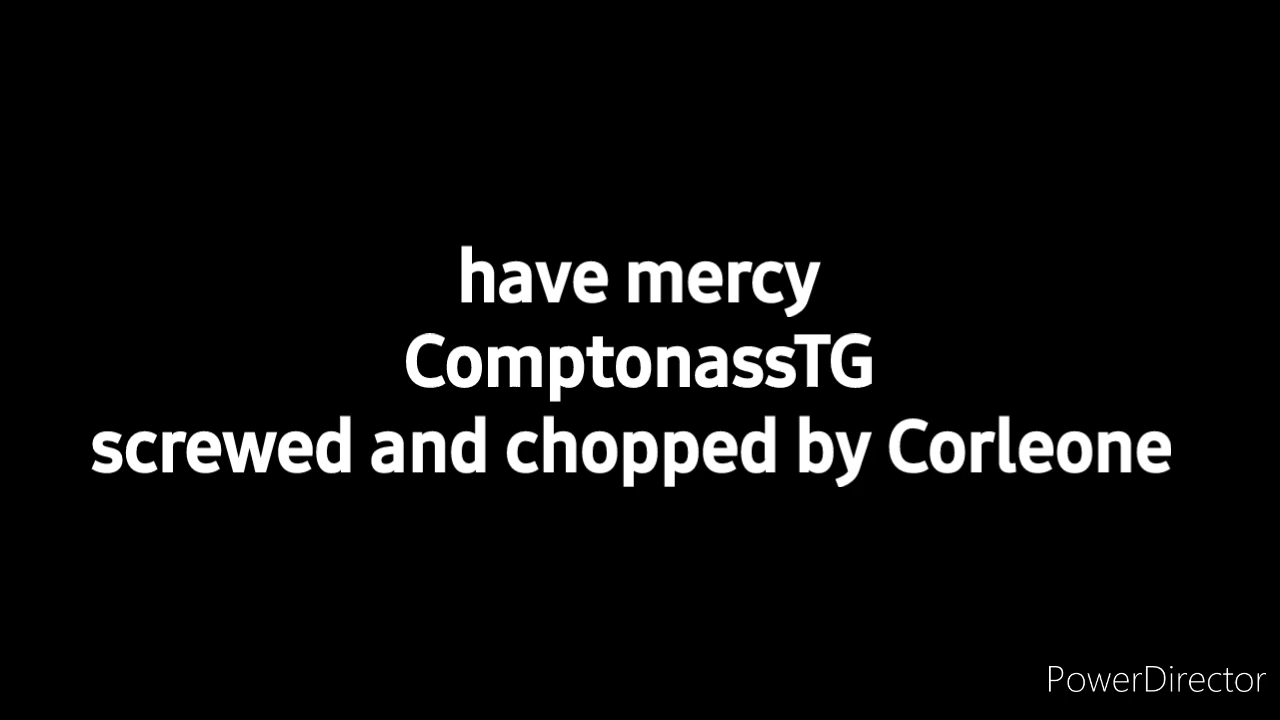 have mercy
ComptonassTG
screwed and chopped by Corleone
PowerDirector